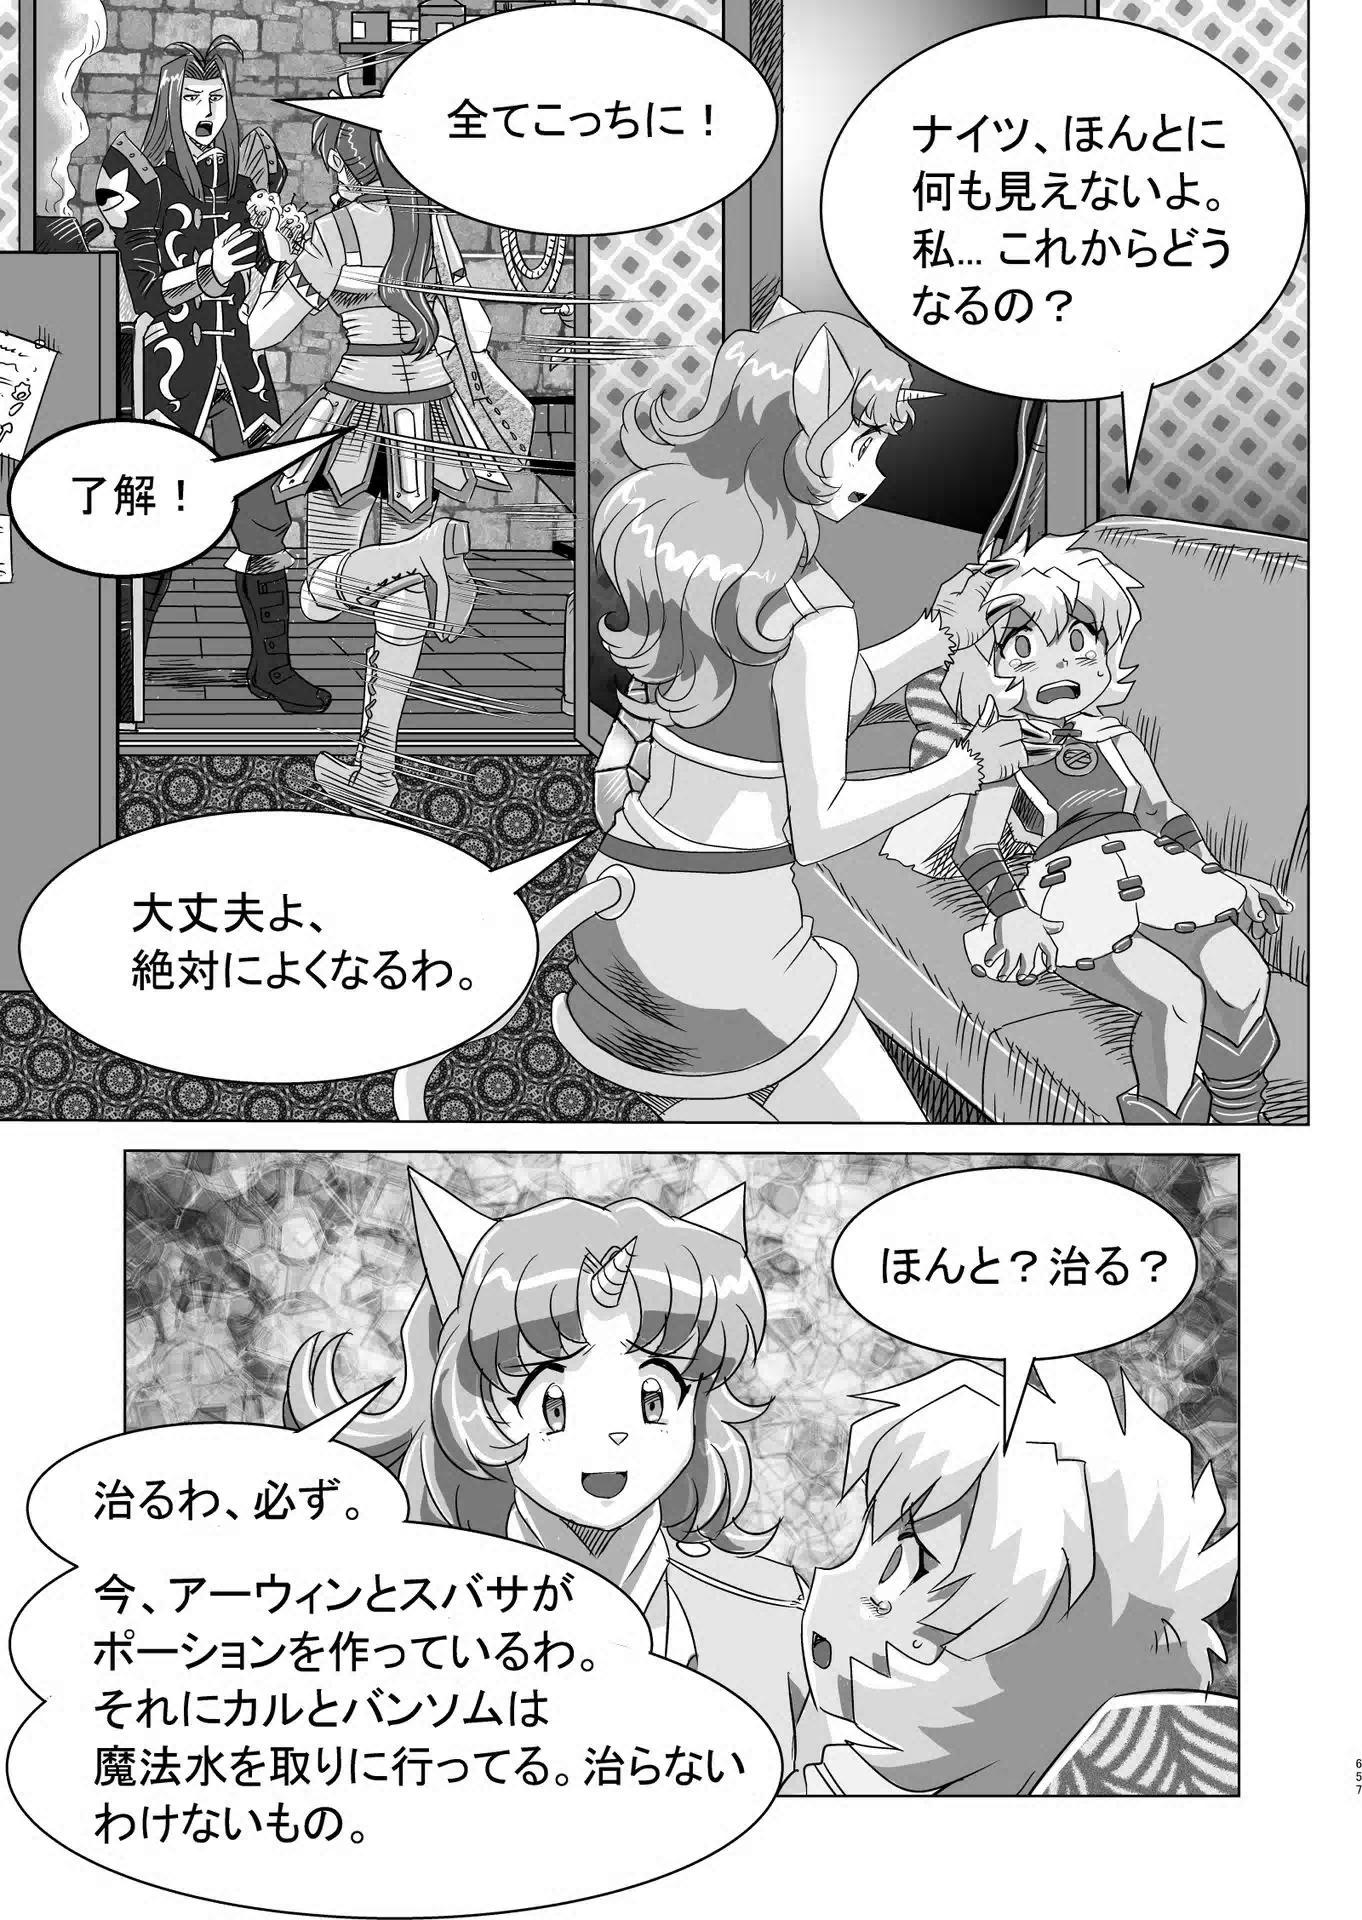 全てこっちに！
了解！
ナイツ、ほんとに
何も見えないよ。
私… これからどう
なるの？
大丈夫よ、
絶対によくなるわ。
ほんと？治る？
治るわ、必ず。
今、アーウィンとスバサが
ポーションを作っているわ。
それにカルとバンソムは
魔法水を取りに行ってる。治らない
わけないもの。
657